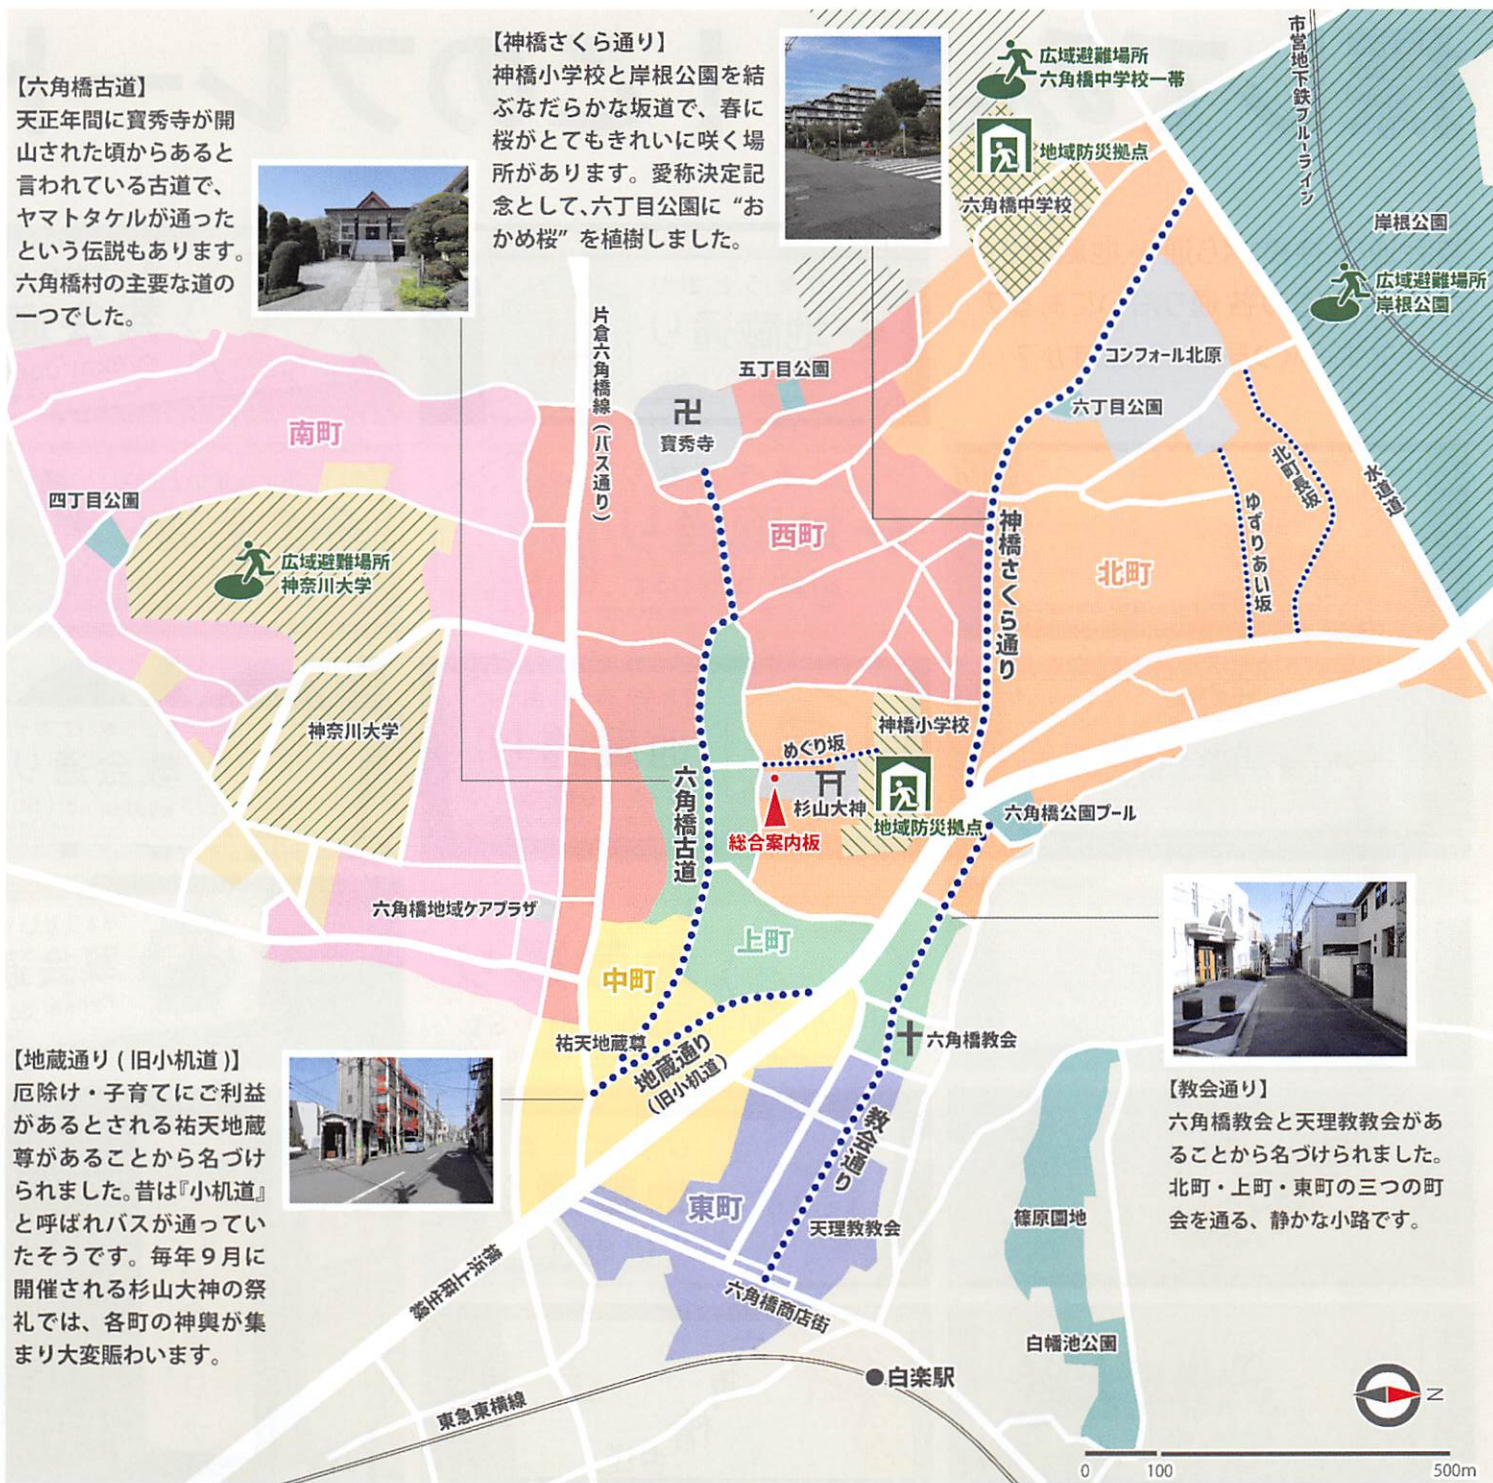 【六角橋古道】
天正年間に寶秀寺が開
山された頃からあると
言われている古道で、
ヤマトタケルが通った
という伝説もあります。
六角橋村の主要な道の
一つでした。
【神橋さくら通り】
神橋小学校と岸根公園を結
ぶなだらかな坂道で、春に
桜がとてもきれいに咲く場
所があります。愛称決定記
念として、六丁目公園に“お
かめ桜”を植樹しました。
広域避難場所
六角橋中学校一帯
地域防災拠点
六角橋中学校
市営地下鉄ブルーライン
岸根公園
広域避難場所
岸根公園
コンフォール北原
六丁目公園
五丁目公園
片倉六角橋線（バス通り）
卍
寶秀寺
南町
四丁目公園
広域避難場所
神奈川大学
西町
神橋さくら通り
北町
ゆずりあい坂
北町長坂
水道道
神奈川大学
神橋小学校
めぐり坂
杉山大神
地域防災拠点
総合案内板
六角橋公園プール
六角橋古道
六角橋地域ケアプラザ
上町
中町
祐天地蔵尊
地蔵通り
（旧小机道）
六角橋教会
教会通り
東町
天理教教会
六角橋商店街
横浜上麻生線
東急東横線
白楽駅
篠原園地
白幡池公園
【地蔵通り(旧小机道)】
厄除け・子育てにご利益
があるとされる祐天地蔵
尊があることから名づけ
られました。昔は『小机道』
と呼ばれバスが通ってい
たそうです。毎年９月に
開催される杉山大神の祭
礼では、各町の神輿が集
まり大変賑わいます。
【教会通り】
六角橋教会と天理教教会があ
ることから名づけられました。
北町・上町・東町の三つの町
会を通る、静かな小路です。
N
0 100 500m